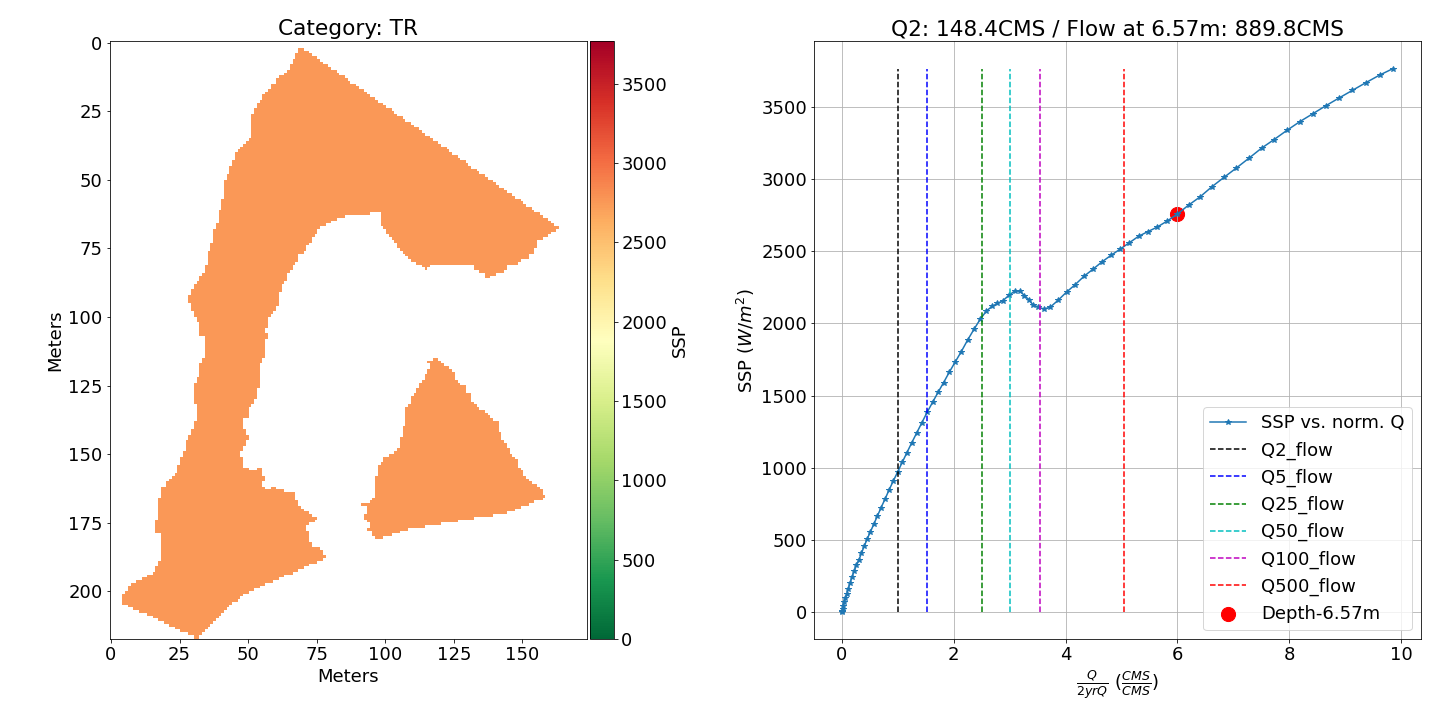 Category: TR
0
25
50
75
100
125
150
175
200
Meters
0
25
50
75
100
125
150
Meters
3500
3000
2500
2000
1500
1000
500
0
SSP
Q2: 148.4CMS / Flow at 6.57m: 889.8CMS
3500
3000
2500
2000
1500
1000
500
0
SSP (W/m²)
0
2
4
6
8
10
Q/2yrQ (CMS/CMS)
SSP vs. norm. Q
Q2_flow
Q5_flow
Q25_flow
Q50_flow
Q100_flow
Q500_flow
Depth-6.57m